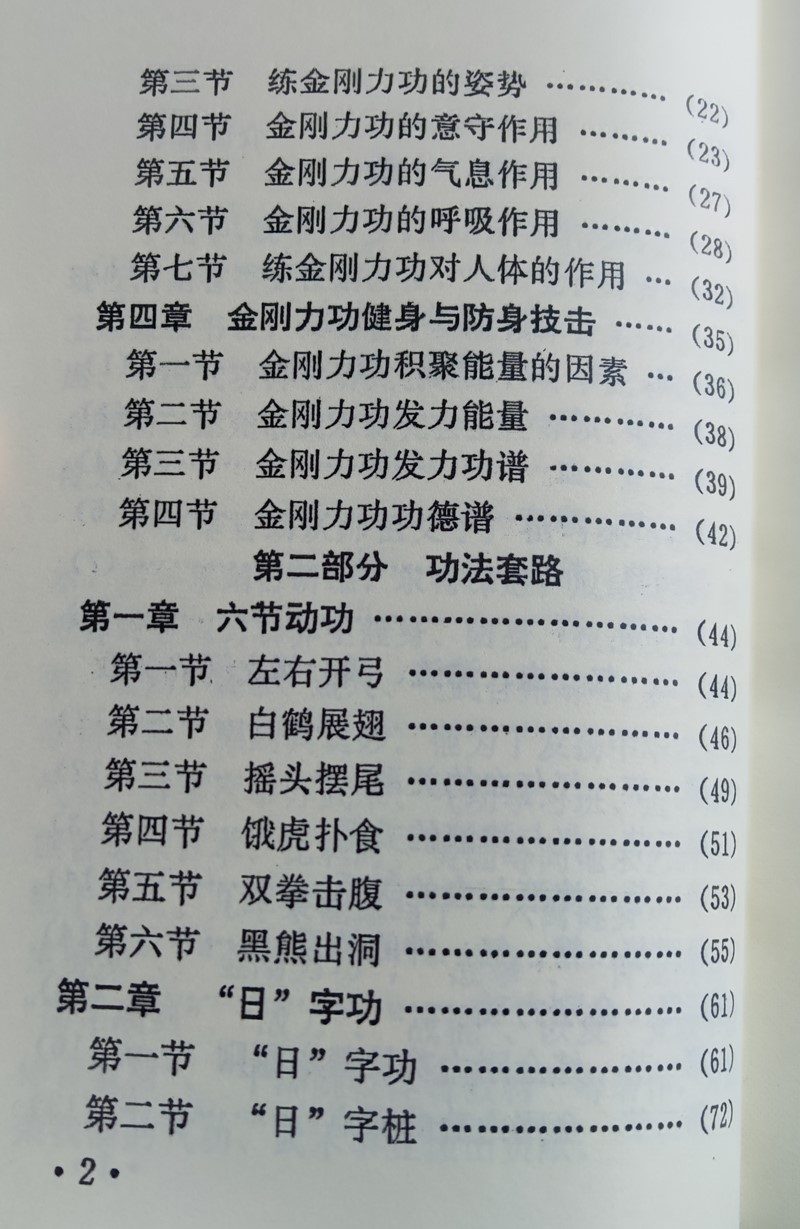 第三节 练金刚力功的姿势 ………… (22)
第四节 金刚力功的意守作用 ……… (23)
第五节 金刚力功的气息作用 ……… (27)
第六节 金刚力功的呼吸作用 ……… (28)
第七节 练金刚力功对人体的作用 … (32)
第四章 金刚力功健身与防身技击 …… (35)
第一节 金刚力功积聚能量的因素 … (36)
第二节 金刚力功发力能量 ………… (38)
第三节 金刚力功发力功谱 ………… (39)
第四节 金刚力功功德谱 …………… (42)
第二部分 功法套路
第一章 六节动功 ………………………… (44)
第一节 左右开弓 ……………………… (44)
第二节 白鹤展翅 ……………………… (46)
第三节 摇头摆尾 ……………………… (49)
第四节 饿虎扑食 ……………………… (51)
第五节 双拳击腹 ……………………… (53)
第六节 黑熊出洞 ……………………… (55)
第二章 “日”字功 ……………………… (61)
第一节 “日”字功 …………………… (61)
第二节 “日”字桩 …………………… (72)
• 2 •